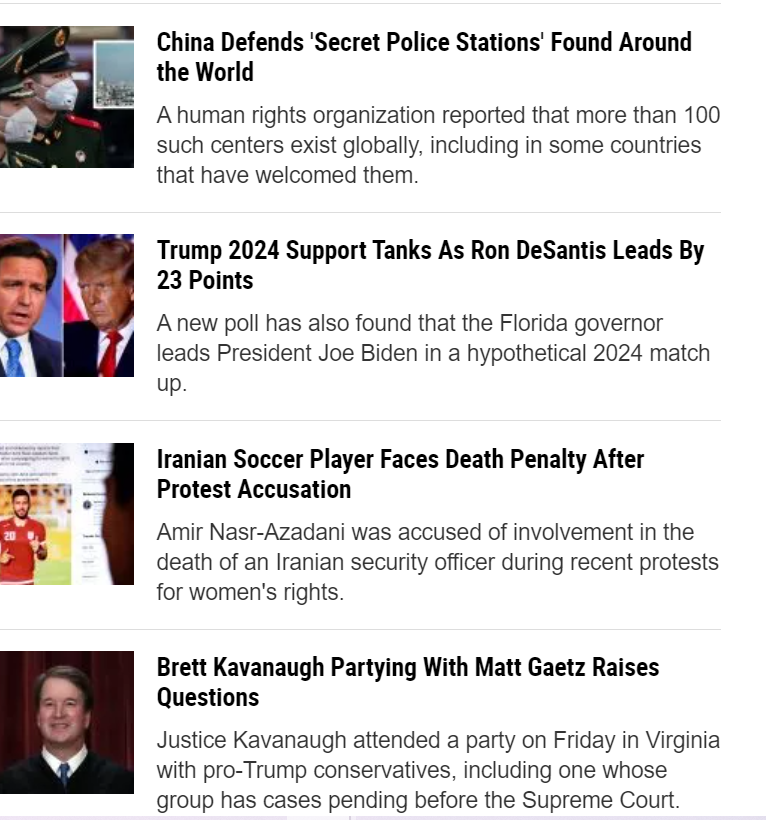 China Defends 'Secret Police Stations' Found Around
the World
A human rights organization reported that more than 100
such centers exist globally, including in some countries
that have welcomed them.
Trump 2024 Support Tanks As Ron DeSantis Leads By
23 Points
A new poll has also found that the Florida governor
leads President Joe Biden in a hypothetical 2024 match
up.
Iranian Soccer Player Faces Death Penalty After
Protest Accusation
Amir Nasr-Azadani was accused of involvement in the
death of an Iranian security officer during recent protests
for women's rights.
20
Brett Kavanaugh Partying With Matt Gaetz Raises
Questions
Justice Kavanaugh attended a party on Friday in Virginia
with pro-Trump conservatives, including one whose
group has cases pending before the Supreme Court.